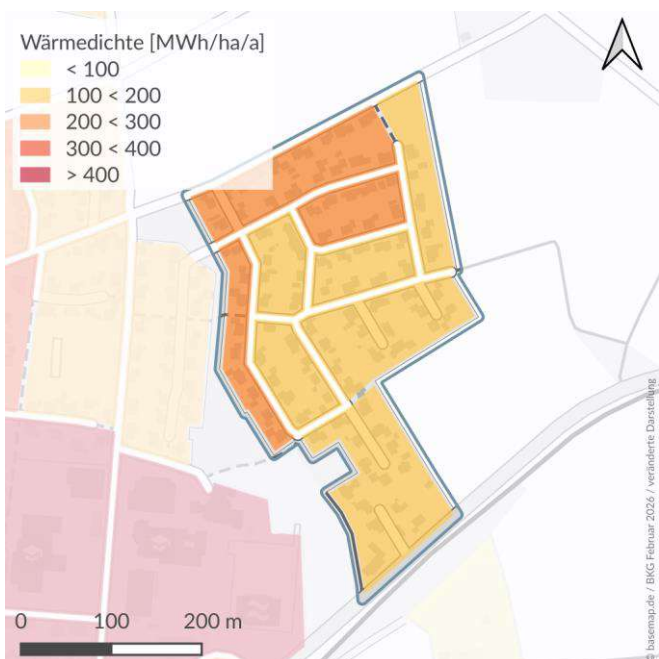 Wärmedichte [MWh/ha/a]
< 100
100 < 200
200 < 300
300 < 400
> 400
0 100 200 m
© basemap.de / BKG Februar 2026 / veränderte Darstellung